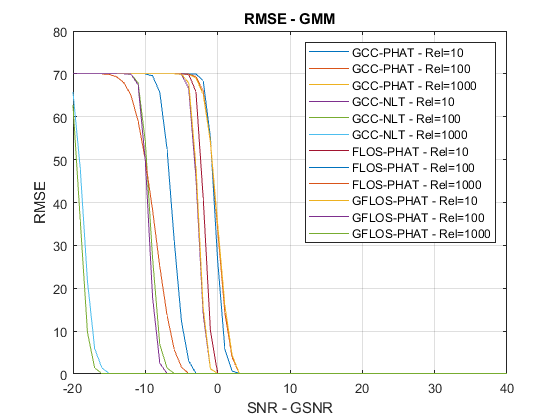 RMSE - GMM
80
70
60
50
40
30
20
10
0
-20
-10
0
10
20
30
40
RMSE
SNR - GSNR
GCC-PHAT - Rel=10
GCC-PHAT - Rel=100
GCC-PHAT - Rel=1000
GCC-NLT - Rel=10
GCC-NLT - Rel=100
GCC-NLT - Rel=1000
FLOS-PHAT - Rel=10
FLOS-PHAT - Rel=100
FLOS-PHAT - Rel=1000
GFLOS-PHAT - Rel=10
GFLOS-PHAT - Rel=100
GFLOS-PHAT - Rel=1000